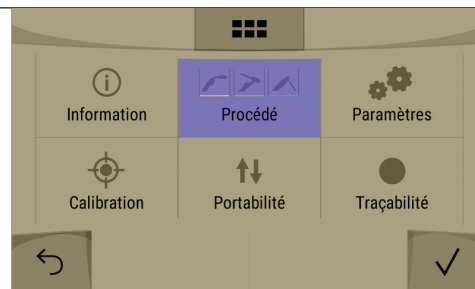 Information
Procédé
Paramètres
Calibration
Portabilité
Traçabilité